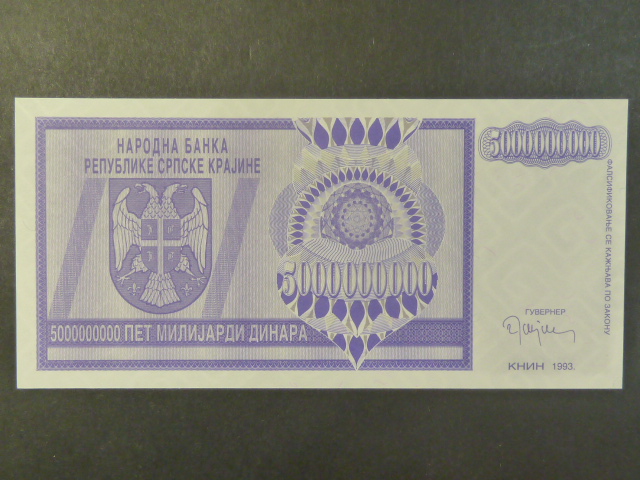 НАРОДНА БАНКА
РЕПУБЛИКЕ СРПСКЕ КРАЈИНЕ
5000000000
5000000000
5000000000 ПЕТ МИЛИЈАРДИ ДИНАРА
ФАЛСИФИКОВАЊЕ СЕ КАЖЊАВА ПО ЗАКОНУ
ГУВЕРНЕР
КНИН 1993.